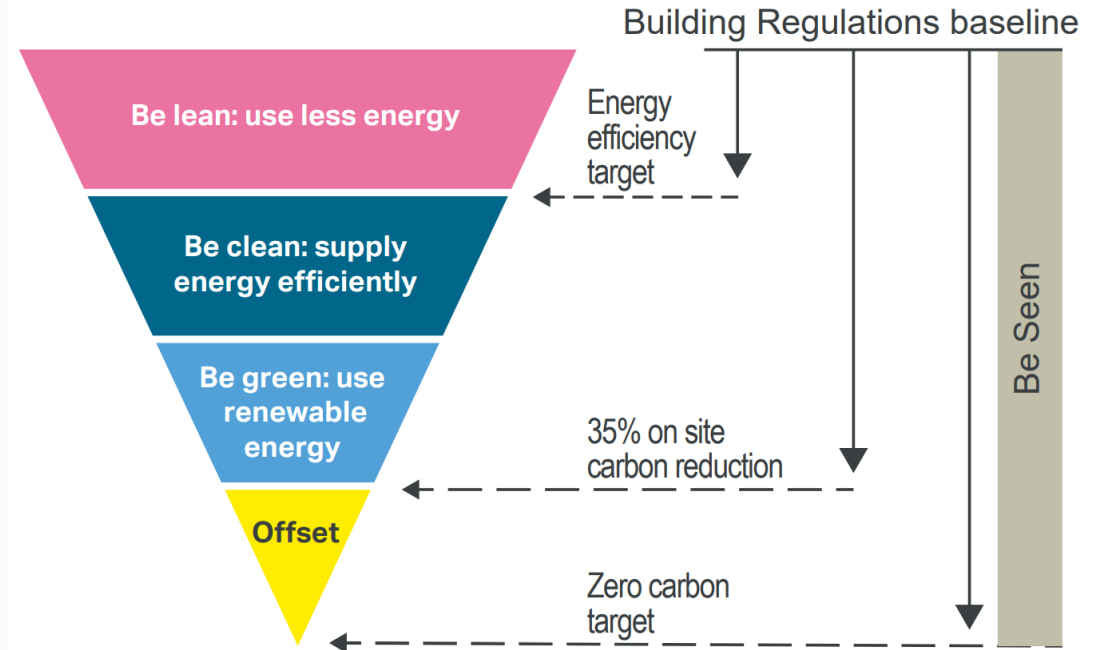 Building Regulations baseline
Be lean: use less energy
Energy
efficiency
target
Be clean: supply
energy efficiently
Be green: use
renewable
energy
35% on site
carbon reduction
Offset
Zero carbon
target
Be Seen